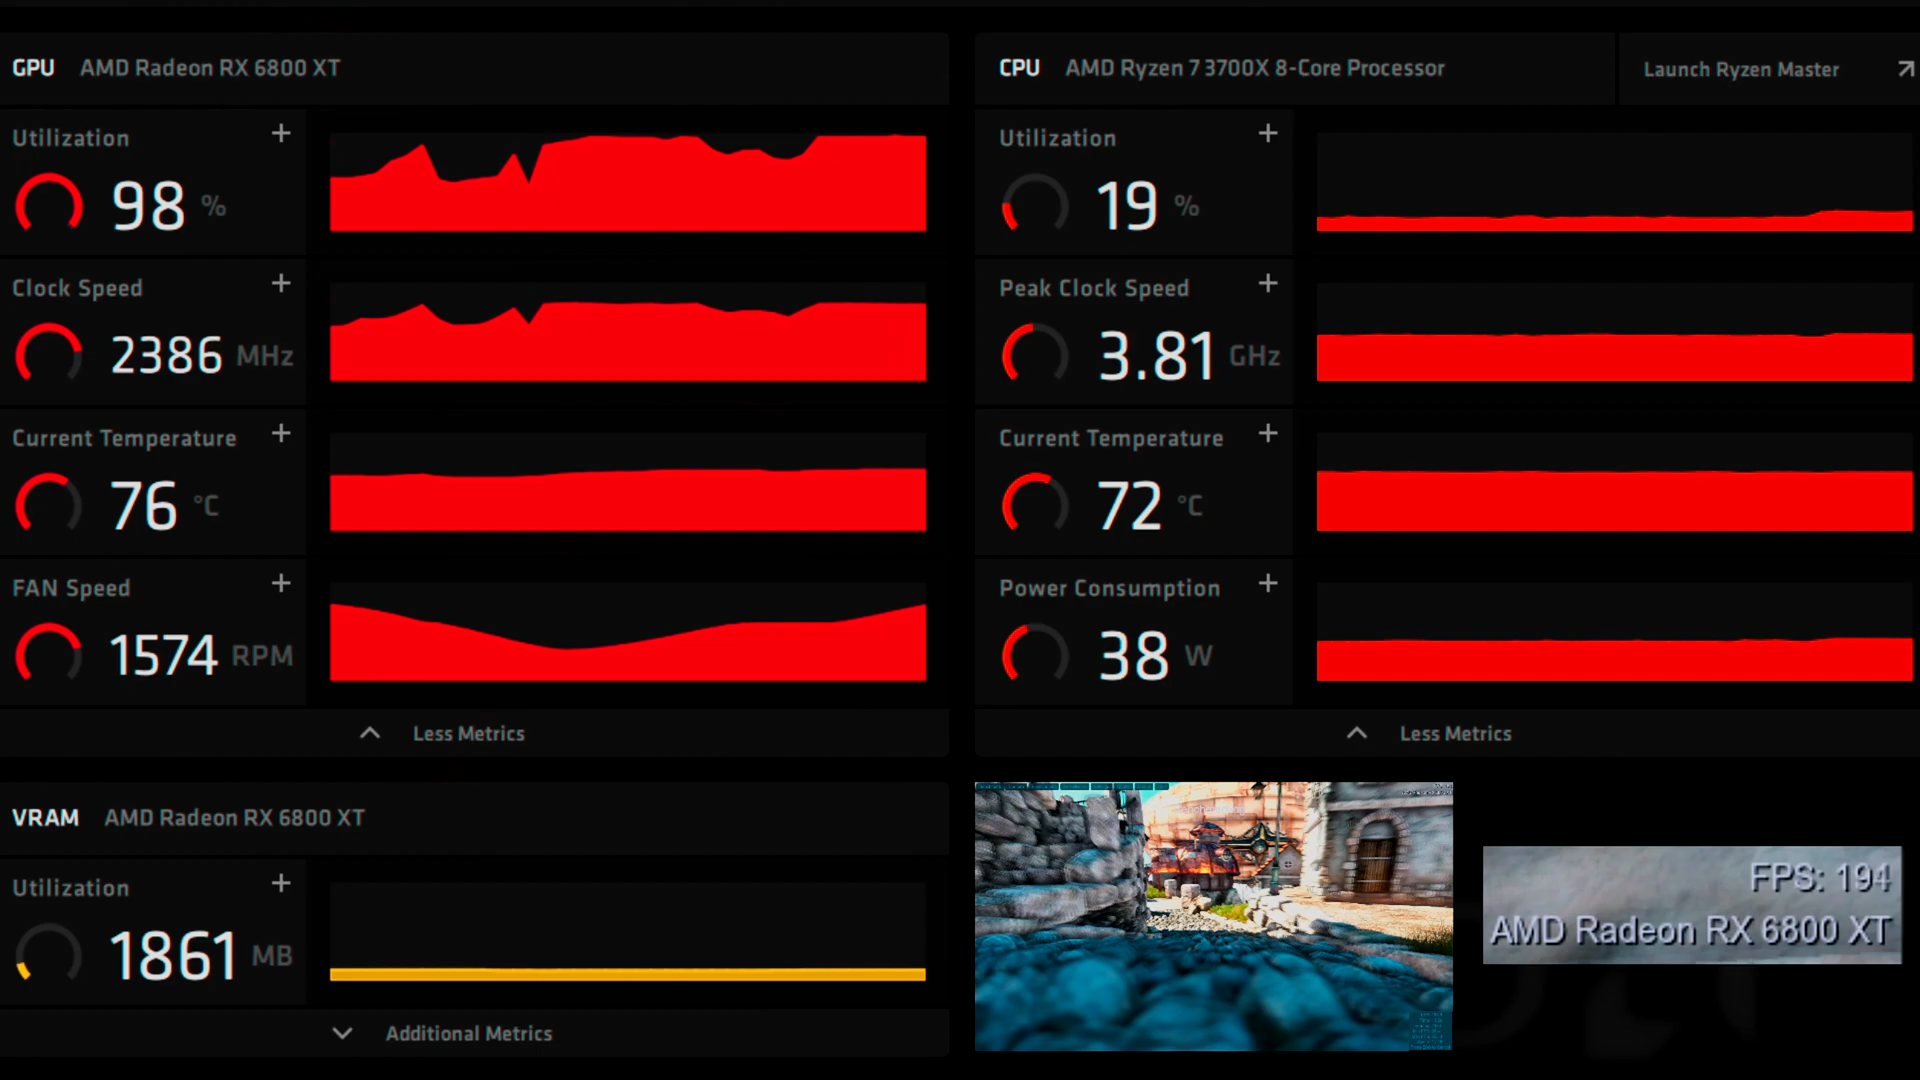 GPU AMD Radeon RX 6800 XT
Utilization
98 %
Clock Speed
2386 MHz
Current Temperature
76 °C
FAN Speed
1574 RPM
Less Metrics
CPU AMD Ryzen 7 3700X 8-Core Processor
Launch Ryzen Master
Utilization
19 %
Peak Clock Speed
3.81 GHz
Current Temperature
72 °C
Power Consumption
38 W
Less Metrics
VRAM AMD Radeon RX 6800 XT
Utilization
1861 MB
Additional Metrics
FPS: 194
AMD Radeon RX 6800 XT